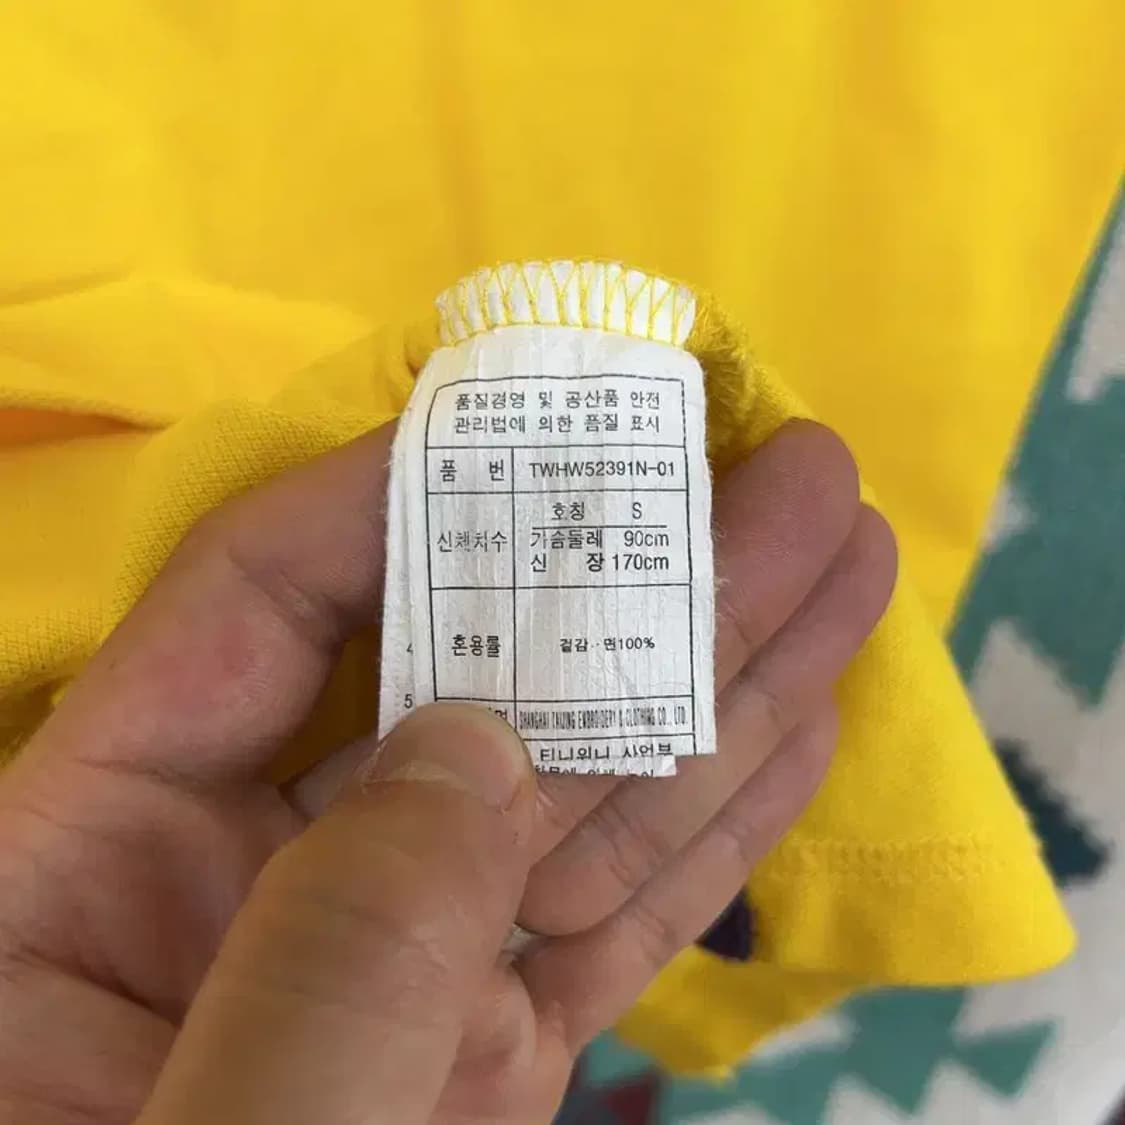 품질경영 및 공산품 안전
관리법에 의한 품질 표시
품 번 TWHW52391N-01
신체치수
호칭 S
가슴둘레 90cm
신 장 170cm
혼용률 겉감··면100%
SHANGHAI TAIJING EMBROIDERY & CLOTHING CO., LTD.
티니위니 사업부
4
5